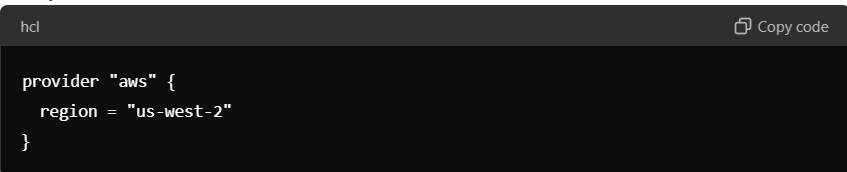 hcl
Copy code
provider "aws" {
  region = "us-west-2"
}